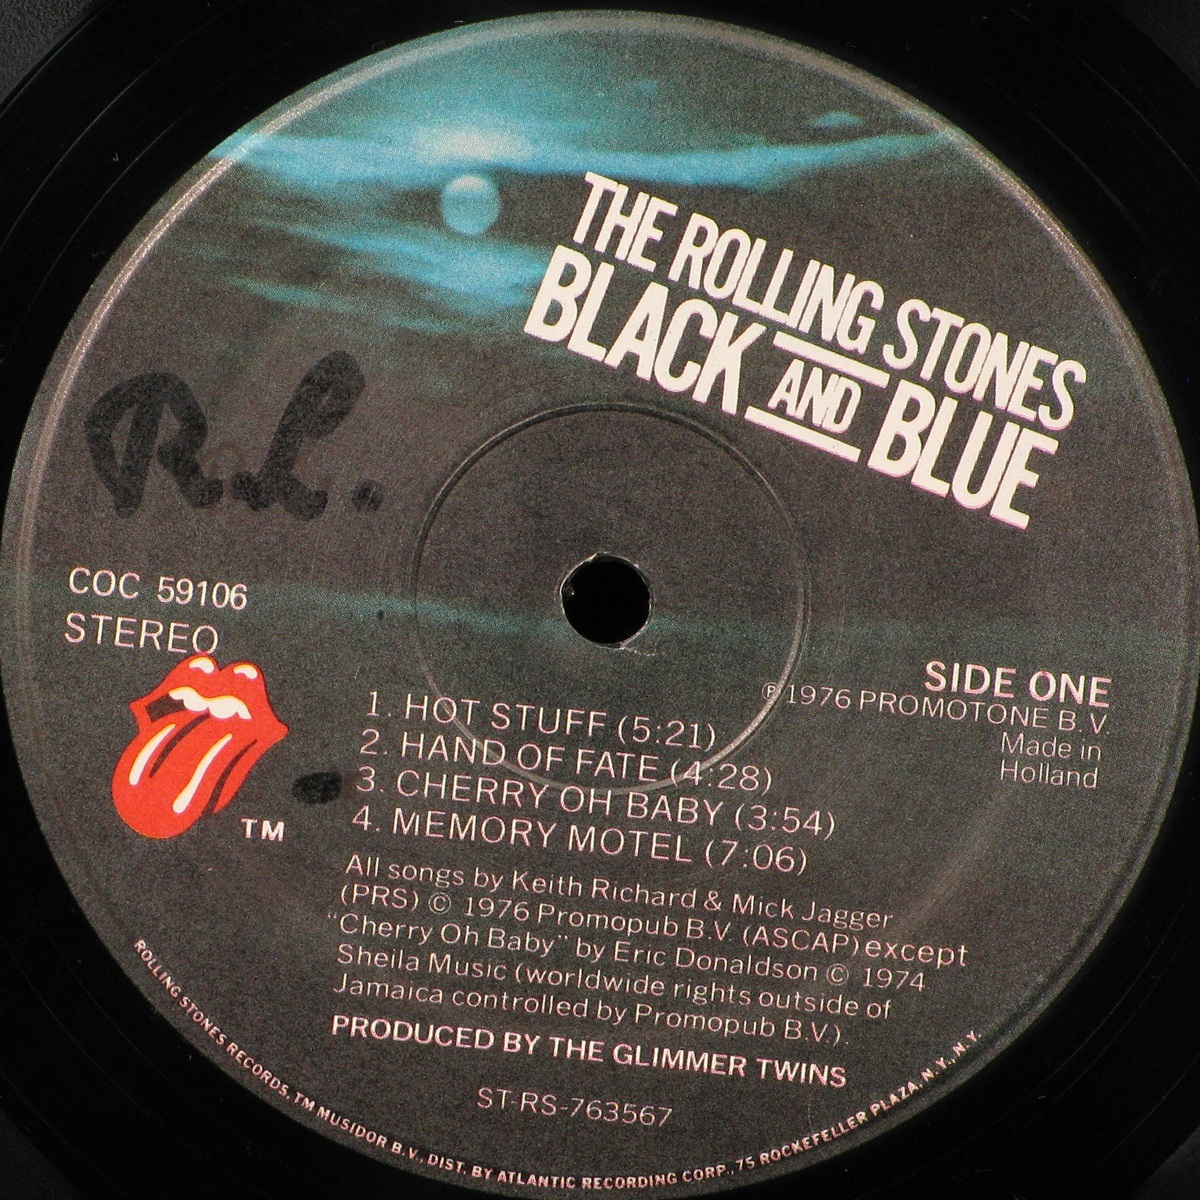 THE ROLLING STONES
BLACK AND BLUE
R.L.
COC 59106
STEREO
TM
SIDE ONE
℗ 1976 PROMOTONE B.V.
Made in
Holland
1. HOT STUFF (5:21)
2. HAND OF FATE (4:28)
3. CHERRY OH BABY (3:54)
4. MEMORY MOTEL (7:06)
All songs by Keith Richard & Mick Jagger
(PRS) © 1976 Promopub B.V (ASCAP) except
"Cherry Oh Baby" by Eric Donaldson © 1974
Sheila Music (worldwide rights outside of
Jamaica controlled by Promopub B.V.).
PRODUCED BY THE GLIMMER TWINS
ST-RS-763567
ROLLING STONES RECORDS, TM MUSIDOR B.V., DIST. BY ATLANTIC RECORDING CORP., 75 ROCKEFELLER PLAZA, N.Y., N.Y.